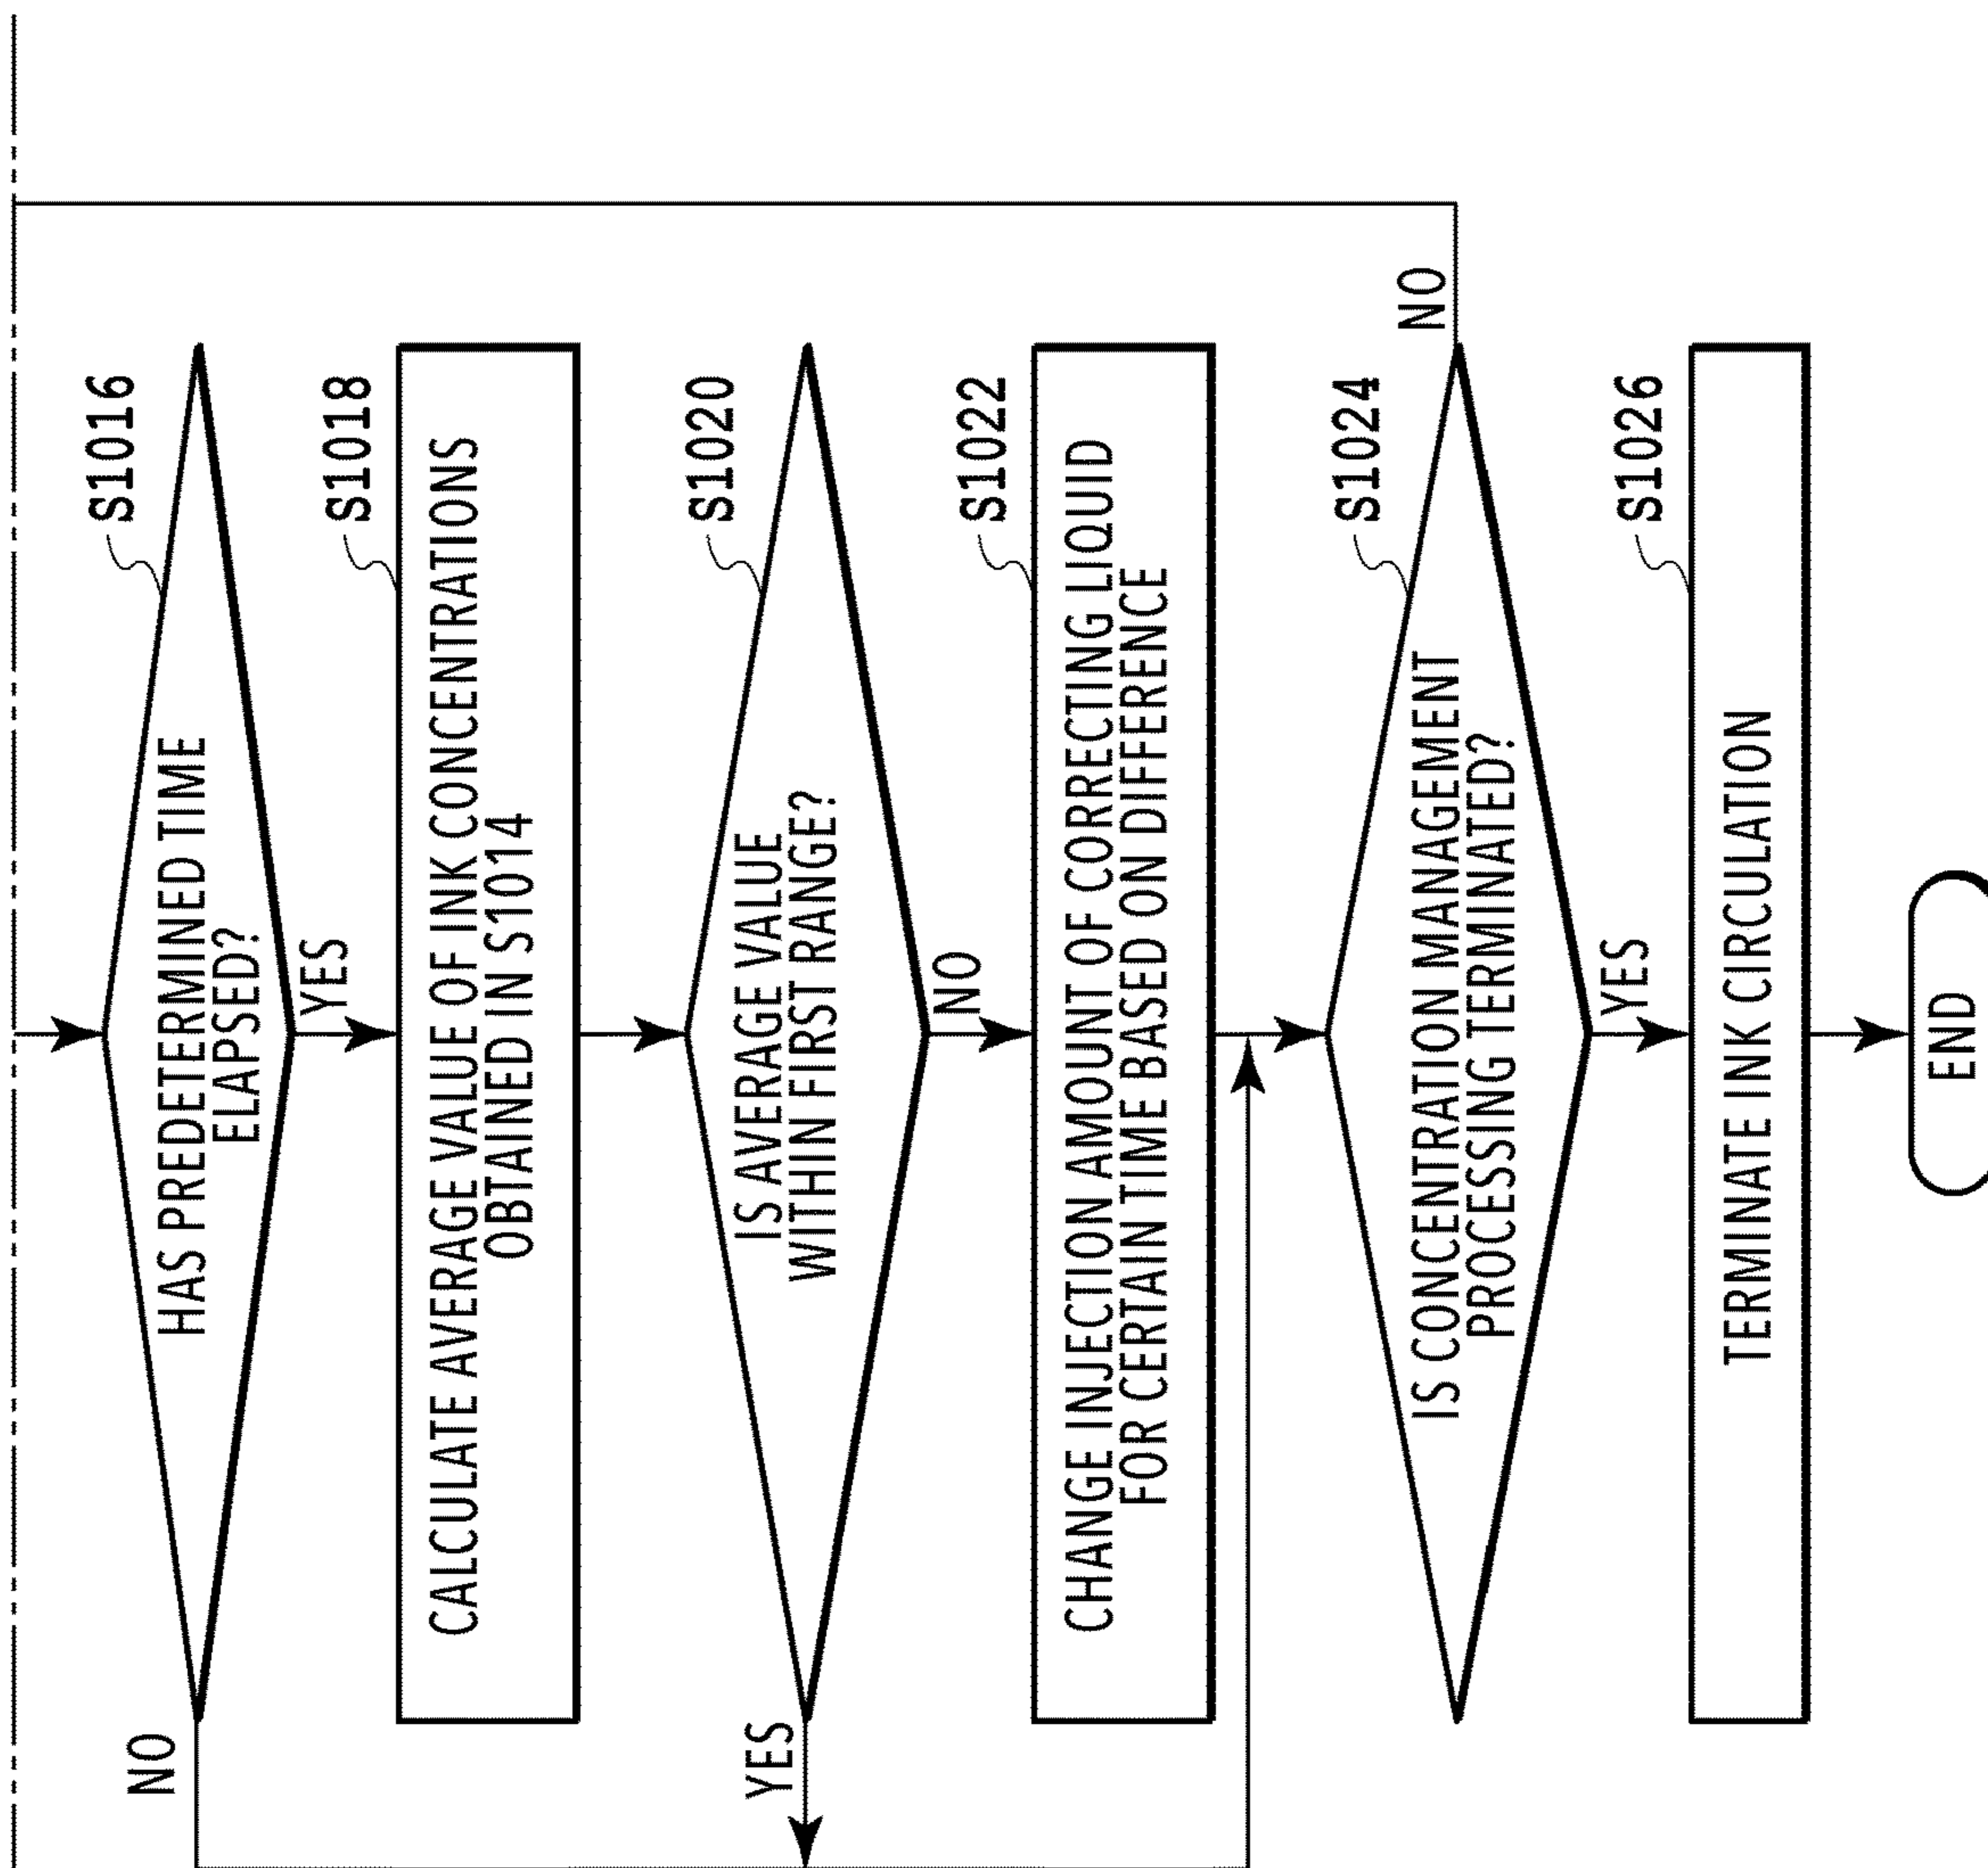 S1016
HAS PREDETERMINED TIME
ELAPSED?
NO
YES
S1018
CALCULATE AVERAGE VALUE OF INK CONCENTRATIONS
OBTAINED IN S1014
S1020
IS AVERAGE VALUE
WITHIN FIRST RANGE?
YES
NO
S1022
CHANGE INJECTION AMOUNT OF CORRECTING LIQUID
FOR CERTAIN TIME BASED ON DIFFERENCE
S1024
IS CONCENTRATION MANAGEMENT
PROCESSING TERMINATED?
NO
YES
S1026
TERMINATE INK CIRCULATION
END